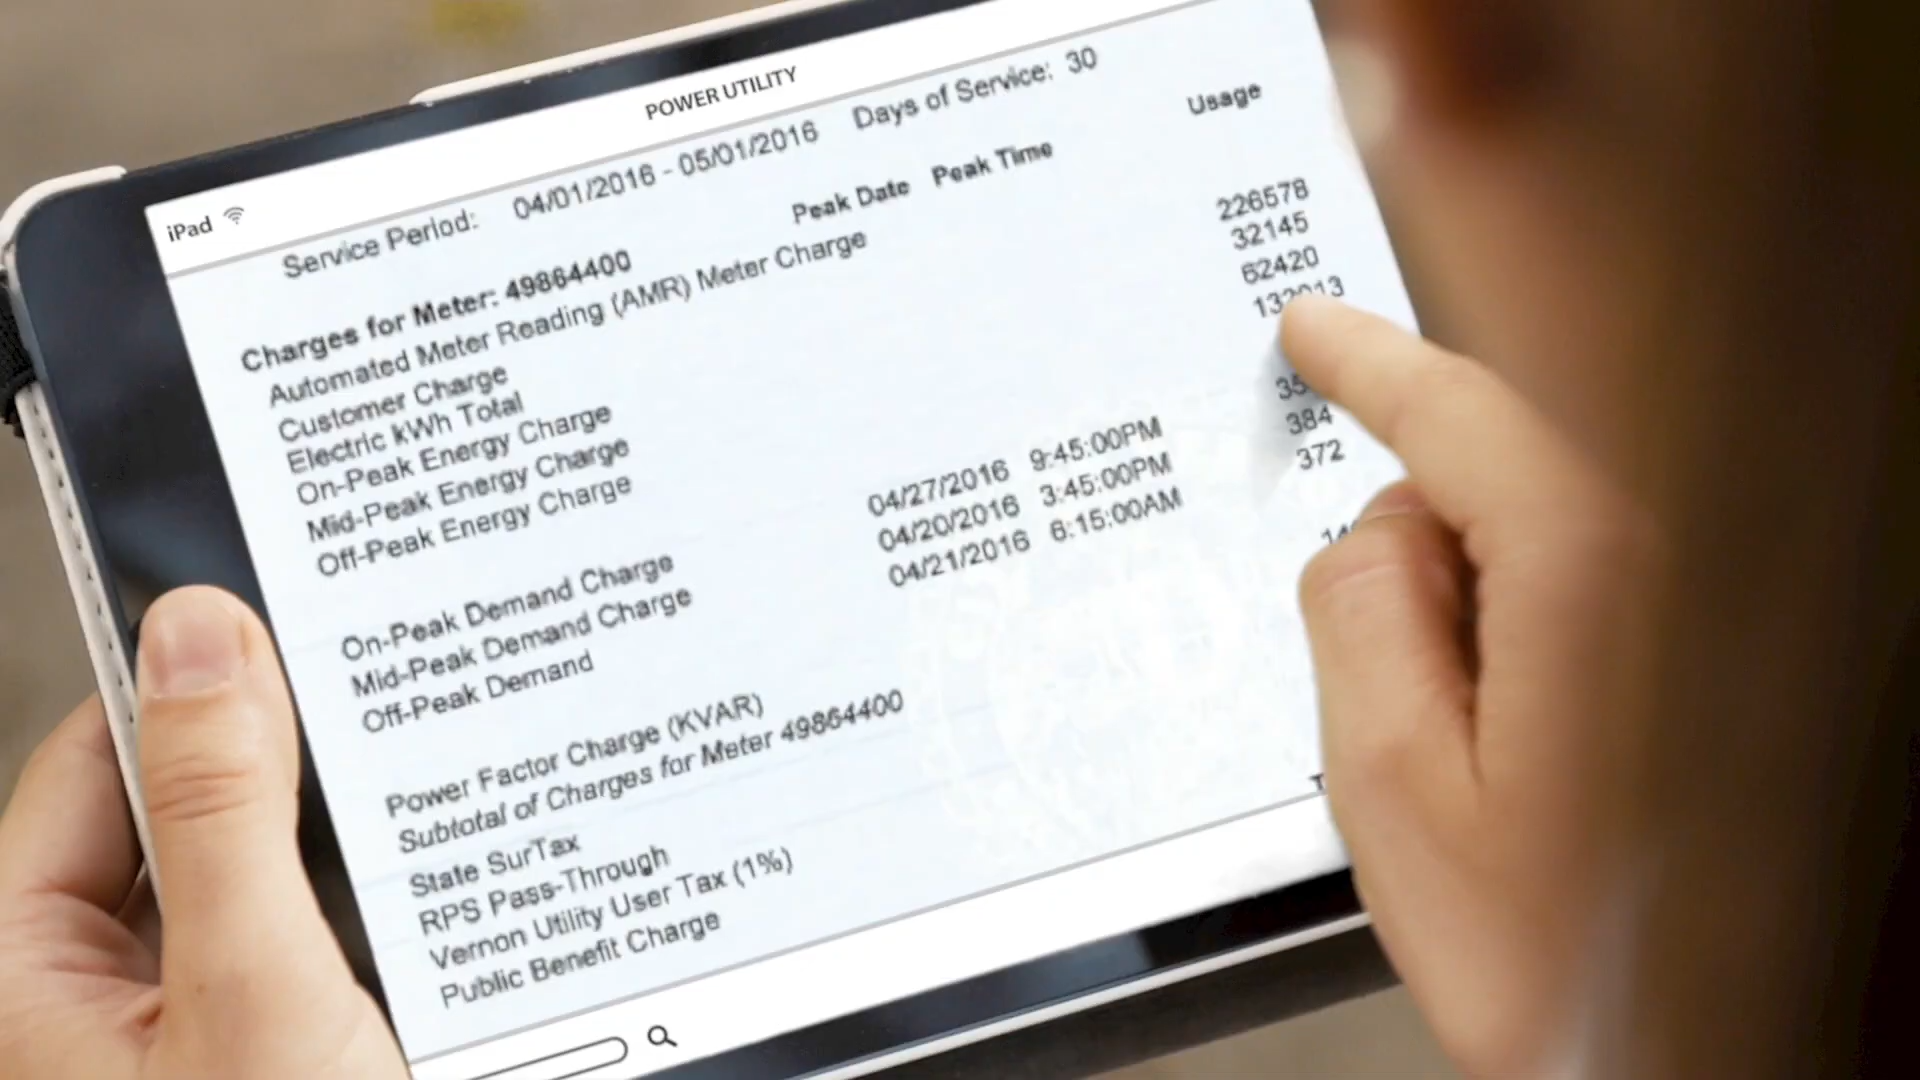 POWER UTILITY
iPad
Service Period: 04/01/2016 - 05/01/2016 Days of Service: 30
Peak Date Peak Time Usage
Charges for Meter: 49864400
Automated Meter Reading (AMR) Meter Charge
Customer Charge
Electric kWh Total 226578
On-Peak Energy Charge 32145
Mid-Peak Energy Charge 62420
Off-Peak Energy Charge
On-Peak Demand Charge 04/27/2016 9:45:00PM
Mid-Peak Demand Charge 04/20/2016 3:45:00PM 384
Off-Peak Demand 04/21/2016 6:15:00AM 372
Power Factor Charge (KVAR)
Subtotal of Charges for Meter 49864400
State SurTax
RPS Pass-Through
Vernon Utility User Tax (1%)
Public Benefit Charge